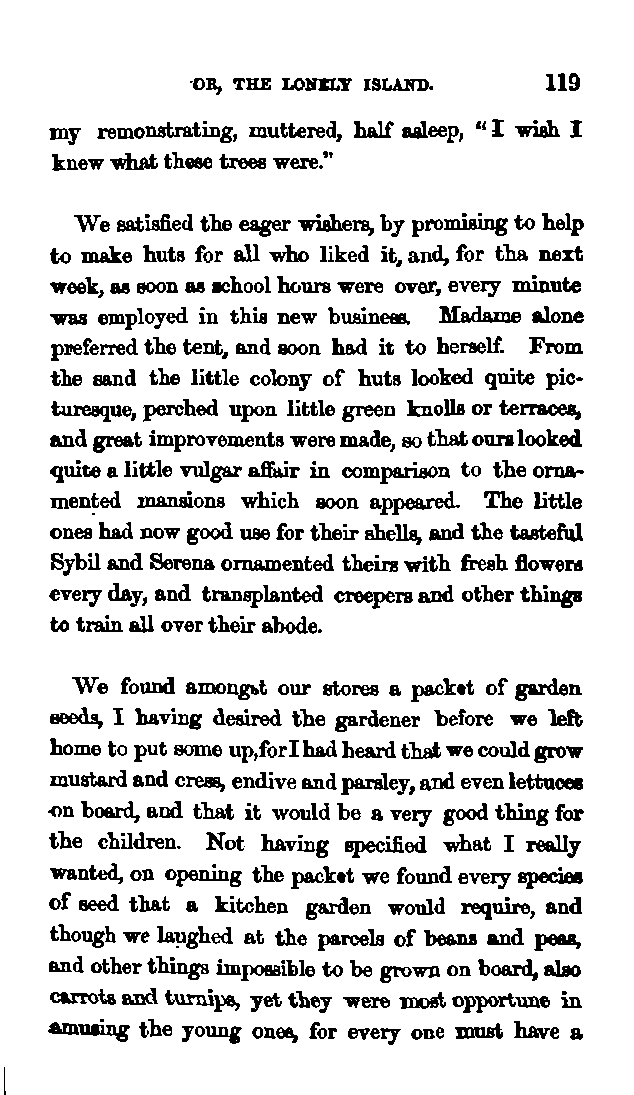 OR, THE LONELY ISLAND. 119
my remonstrating, muttered, half asleep, “I wish I
knew what these trees were.”
We satisfied the eager wishers, by promising to help
to make huts for all who liked it, and, for tha next
week, as soon as school hours were over, every minute
was employed in this new business. Madame alone
preferred the tent, and soon had it to herself. From
the sand the little colony of huts looked quite pic-
turesque, perched upon little green knolls or terraces,
and great improvements were made, so that ours looked
quite a little vulgar affair in comparison to the orna-
mented mansions which soon appeared. The little
ones had now good use for their shells, and the tasteful
Sybil and Serena ornamented theirs with fresh flowers
every day, and transplanted creepers and other things
to train all over their abode.
We found amongst our stores a packet of garden
seeds, I having desired the gardener before we left
home to put some up, for I had heard that we could grow
mustard and cress, endive and parsley, and even lettuces
on board, and that it would be a very good thing for
the children. Not having specified what I really
wanted, on opening the packet we found every species
of seed that a kitchen garden would require, and
though we laughed at the parcels of beans and peas,
and other things impossible to be grown on board, also
carrots and turnips, yet they were most opportune in
amusing the young ones, for every one must have a